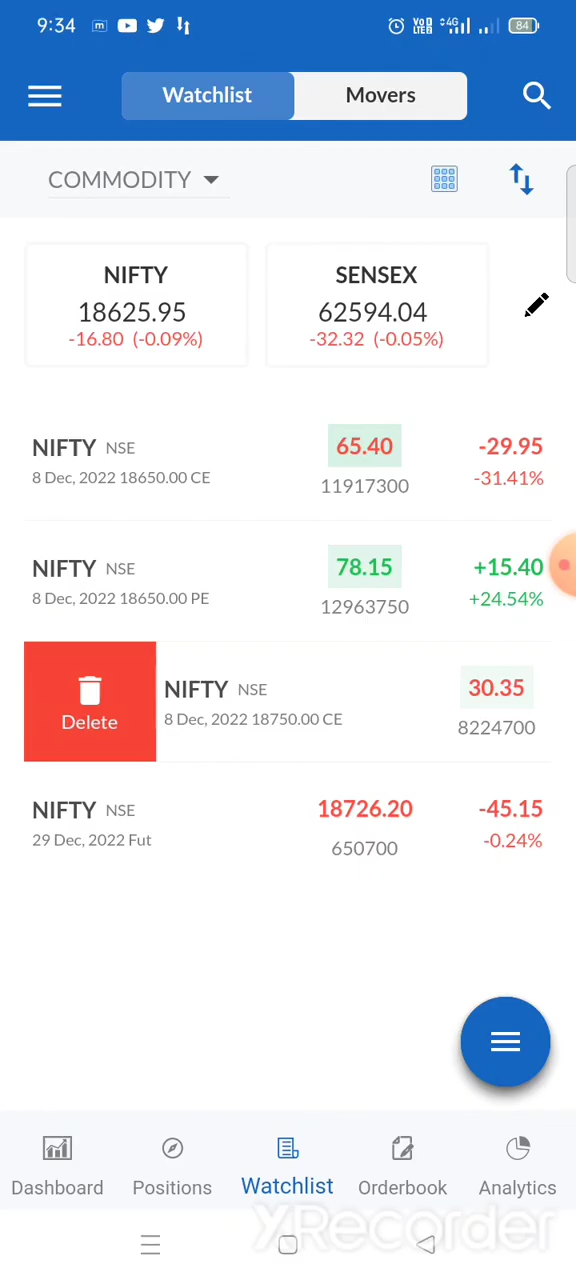 9:34 m VoD LTE 4G 84
Watchlist Movers
COMMODITY
NIFTY SENSEX
18625.95 62594.04
-16.80 (-0.09%) -32.32 (-0.05%)
NIFTY NSE 65.40 -29.95
8 Dec, 2022 18650.00 CE 11917300 -31.41%
NIFTY NSE 78.15 +15.40
8 Dec, 2022 18650.00 PE 12963750 +24.54%
Delete NIFTY NSE 30.35
8 Dec, 2022 18750.00 CE 8224700
NIFTY NSE 18726.20 -45.15
29 Dec, 2022 Fut 650700 -0.24%
Dashboard Positions Watchlist Orderbook Analytics
XRecorder